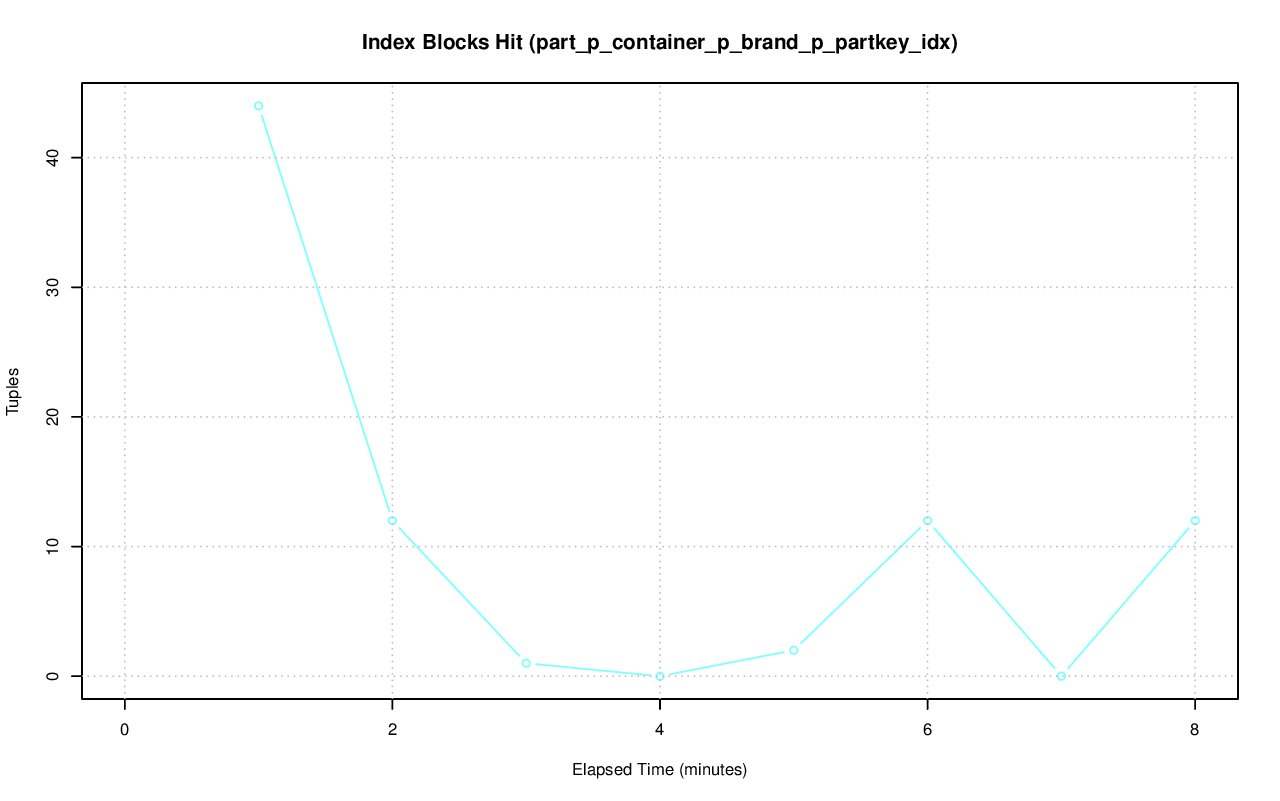 Index Blocks Hit (part_p_container_p_brand_p_partkey_idx)
Tuples
40
30
20
10
0
0 2 4 6 8
Elapsed Time (minutes)